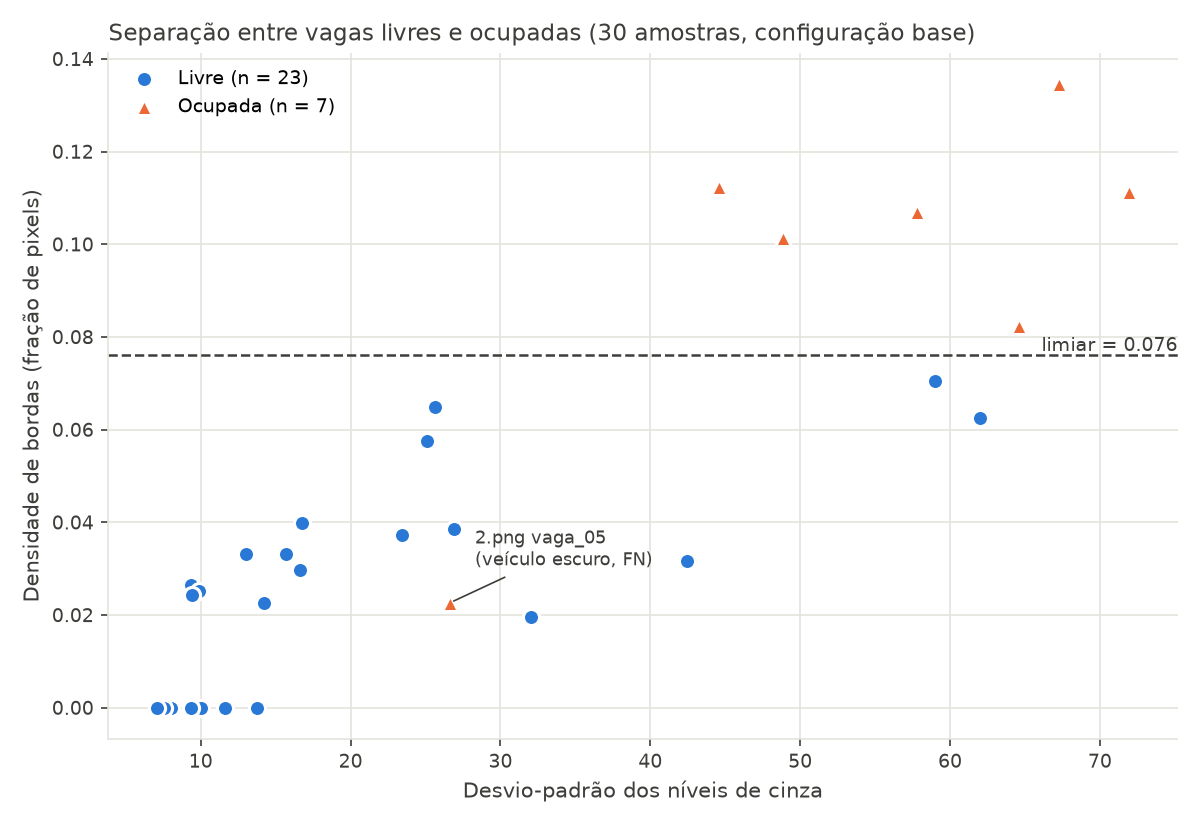 Separação entre vagas livres e ocupadas (30 amostras, configuração base)
Livre (n = 23)
Ocupada (n = 7)
Densidade de bordas (fração de pixels)
0.14
0.12
0.10
0.08
0.06
0.04
0.02
0.00
limiar = 0.076
2.png vaga_05
(veículo escuro, FN)
10 20 30 40 50 60 70
Desvio-padrão dos níveis de cinza